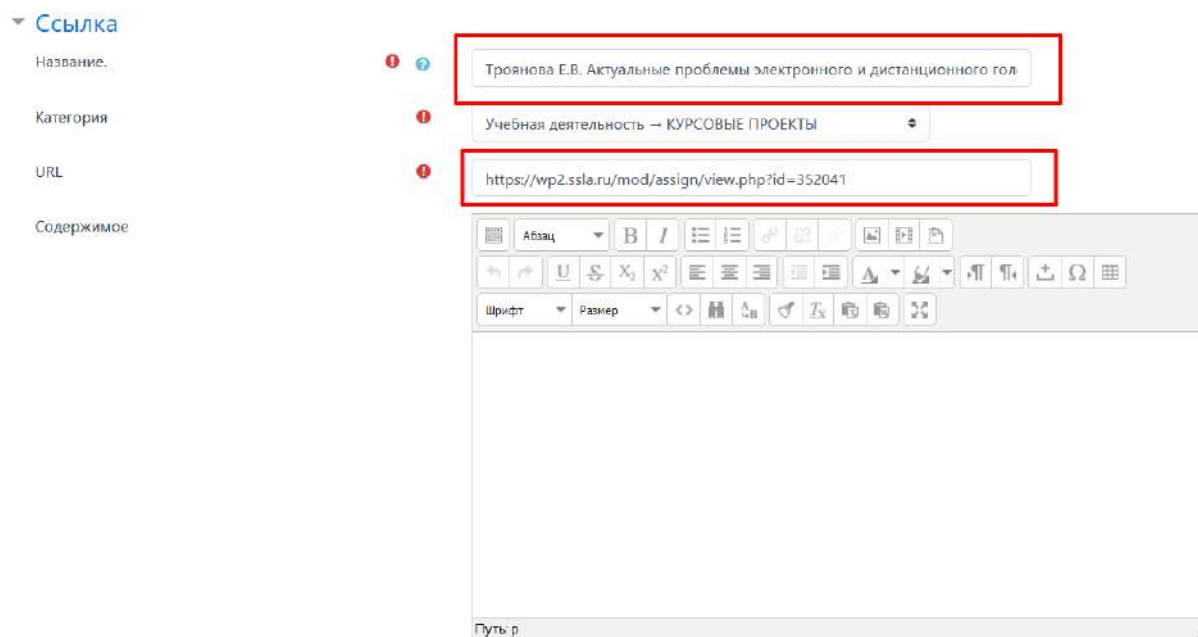 Ссылка
Название.
Троянова Е.В. Актуальные проблемы электронного и дистанционного гол
Категория
Учебная деятельность → КУРСОВЫЕ ПРОЕКТЫ
URL
https://wp2.ssla.ru/mod/assign/view.php?id=352041
Содержимое
Абзац
Шрифт Размер
Путь: p